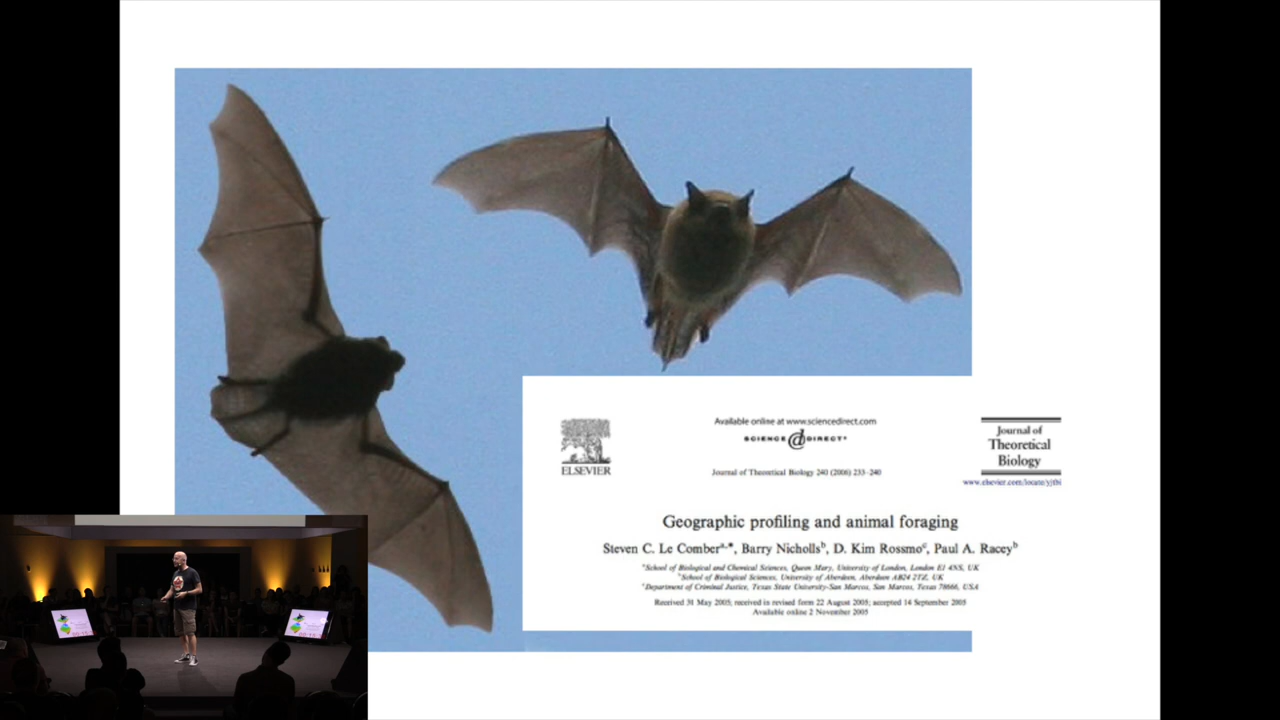 ELSEVIER
Available online at www.sciencedirect.com
SCIENCE @ DIRECT®
Journal of Theoretical Biology 240 (2006) 233–240
Journal of
Theoretical
Biology
www.elsevier.com/locate/yjtbi
Geographic profiling and animal foraging
Steven C. Le Comber^a,*, Barry Nicholls^b, D. Kim Rossmo^c, Paul A. Racey^b
^a School of Biological and Chemical Sciences, Queen Mary, University of London, London E1 4NS, UK
^b School of Biological Sciences, University of Aberdeen, Aberdeen AB24 2TZ, UK
^c Department of Criminal Justice, Texas State University-San Marcos, San Marcos, Texas 78666, USA
Received 31 May 2005; received in revised form 22 August 2005; accepted 14 September 2005
Available online 2 November 2005